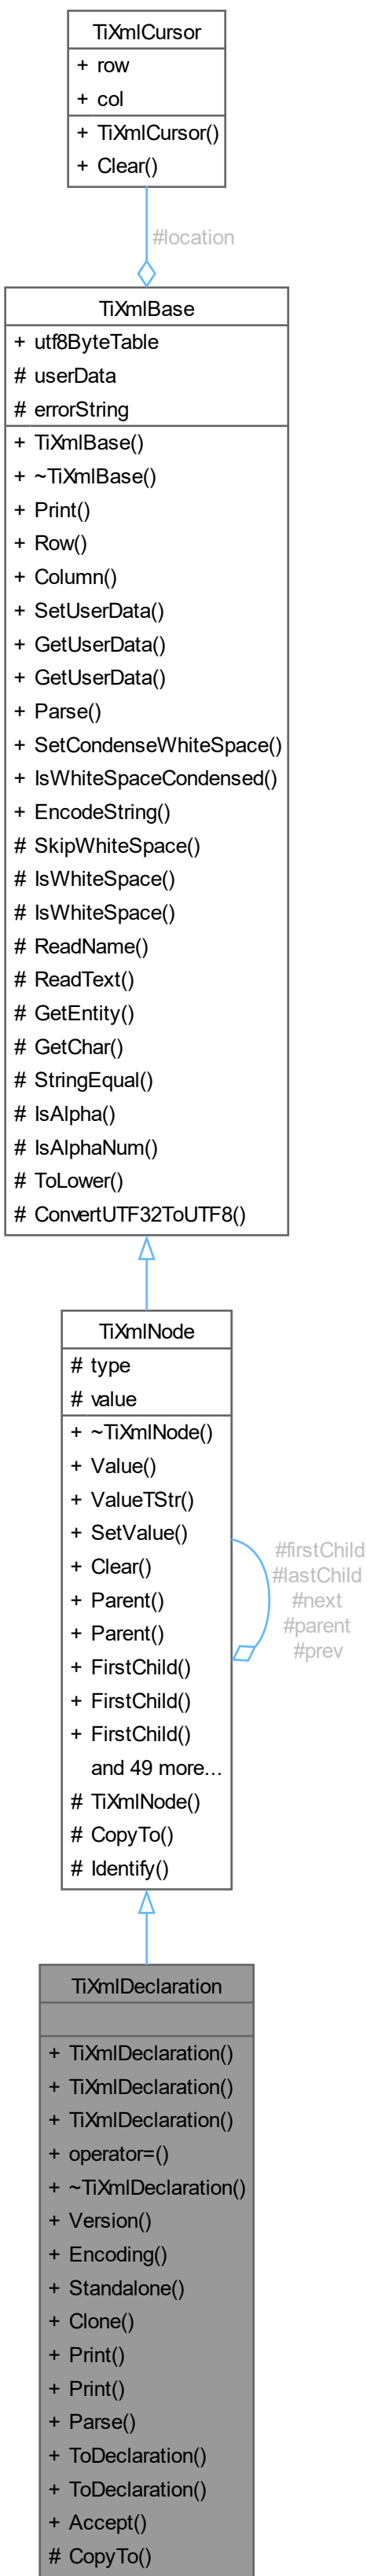 TiXmlCursor
+ row
+ col
+ TiXmlCursor()
+ Clear()
#location
TiXmlBase
+ utf8ByteTable
# userData
# errorString
+ TiXmlBase()
+ ~TiXmlBase()
+ Print()
+ Row()
+ Column()
+ SetUserData()
+ GetUserData()
+ GetUserData()
+ Parse()
+ SetCondenseWhiteSpace()
+ IsWhiteSpaceCondensed()
+ EncodeString()
# SkipWhiteSpace()
# IsWhiteSpace()
# IsWhiteSpace()
# ReadName()
# ReadText()
# GetEntity()
# GetChar()
# StringEqual()
# IsAlpha()
# IsAlphaNum()
# ToLower()
# ConvertUTF32ToUTF8()
TiXmlNode
# type
# value
+ ~TiXmlNode()
+ Value()
+ ValueTStr()
+ SetValue()
+ Clear()
+ Parent()
+ Parent()
+ FirstChild()
+ FirstChild()
+ FirstChild()
and 49 more...
# TiXmlNode()
# CopyTo()
# Identify()
#firstChild
#lastChild
#next
#parent
#prev
TiXmlDeclaration
+ TiXmlDeclaration()
+ TiXmlDeclaration()
+ TiXmlDeclaration()
+ operator=()
+ ~TiXmlDeclaration()
+ Version()
+ Encoding()
+ Standalone()
+ Clone()
+ Print()
+ Print()
+ Parse()
+ ToDeclaration()
+ ToDeclaration()
+ Accept()
# CopyTo()